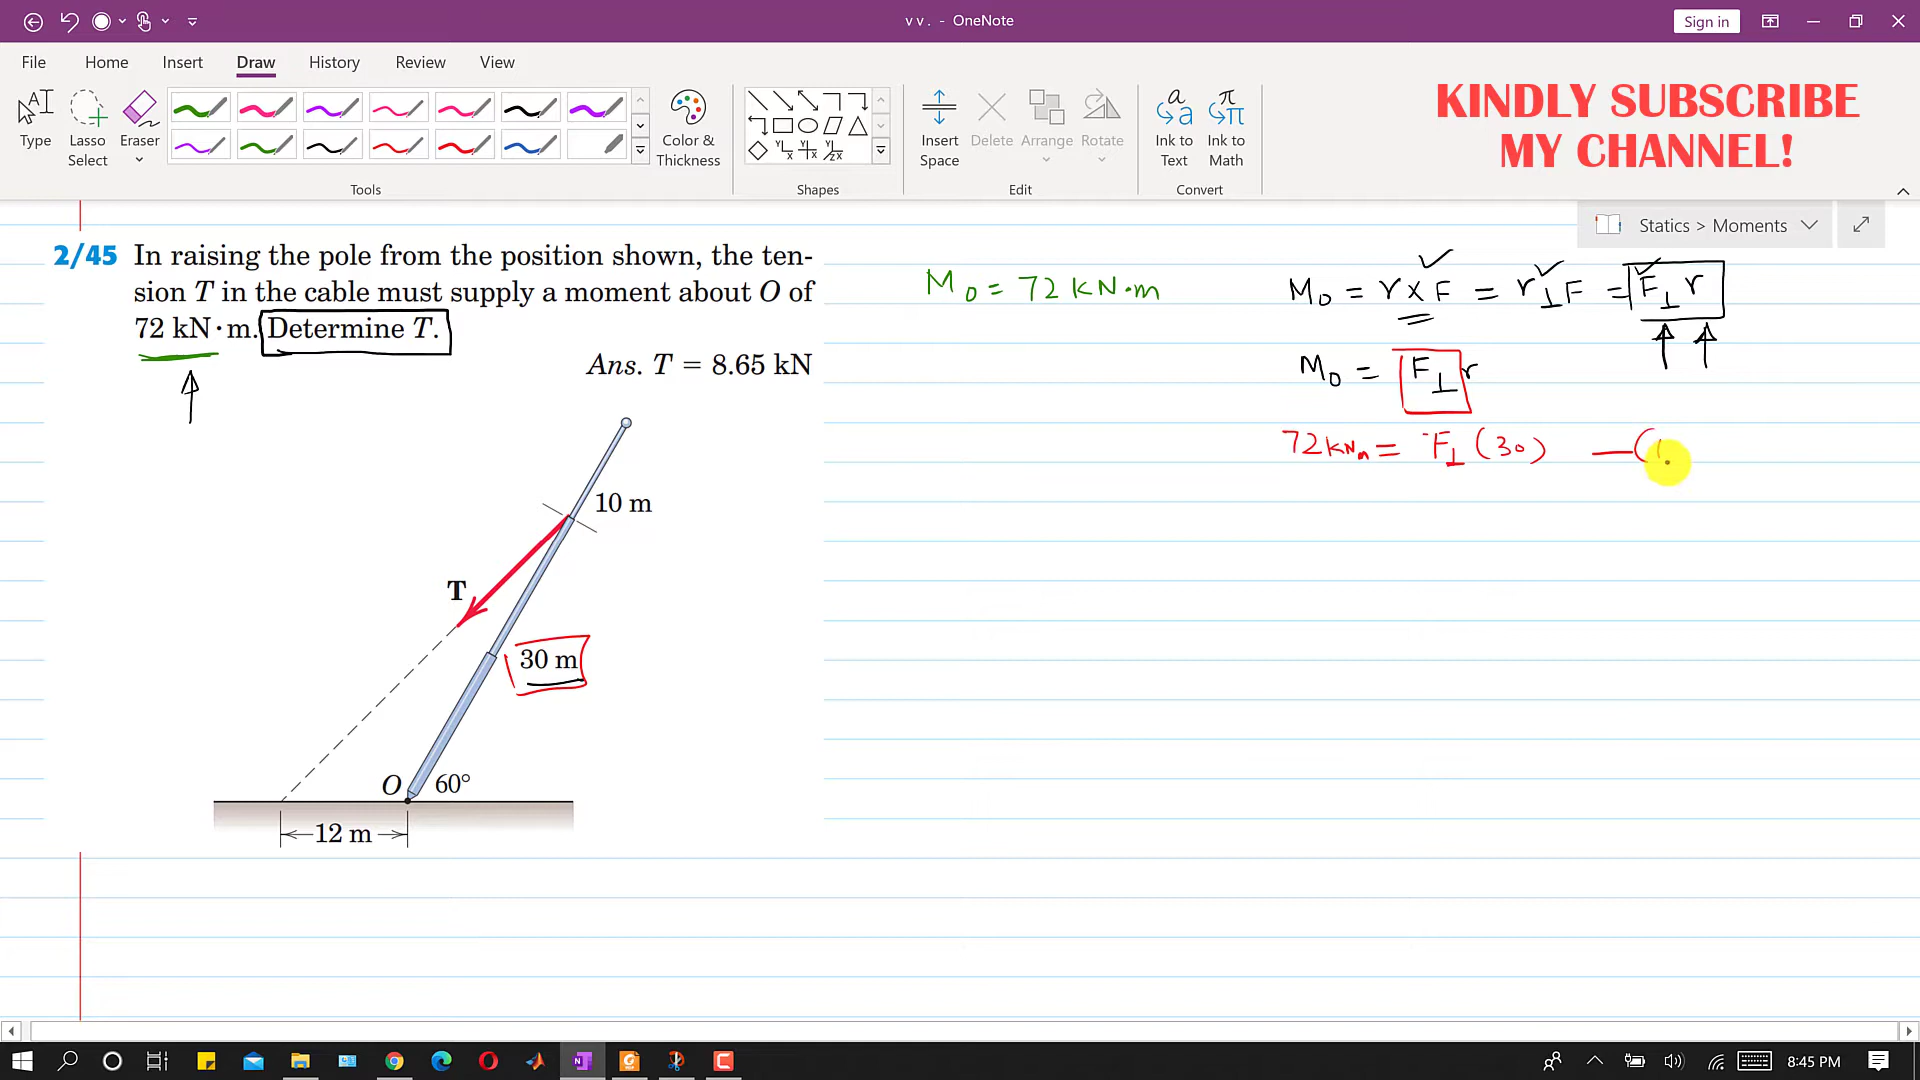 v v . - OneNote
Sign in
File Home Insert Draw History Review View
Type
Lasso Select
Eraser
Color & Thickness
Insert Space
Delete
Arrange
Rotate
Ink to Text
Ink to Math
Tools
Shapes
Edit
Convert
KINDLY SUBSCRIBE
MY CHANNEL!
Statics > Moments
2/45 In raising the pole from the position shown, the ten-
sion T in the cable must supply a moment about O of
72 kN·m. Determine T.
Ans. T = 8.65 kN
10 m
T
30 m
O 60°
12 m
M₀ = 72 KN·m
M₀ = r × F = r⊥F = F⊥ r
M₀ = F⊥ r
72 KNm = F⊥ (30) —(
8:45 PM